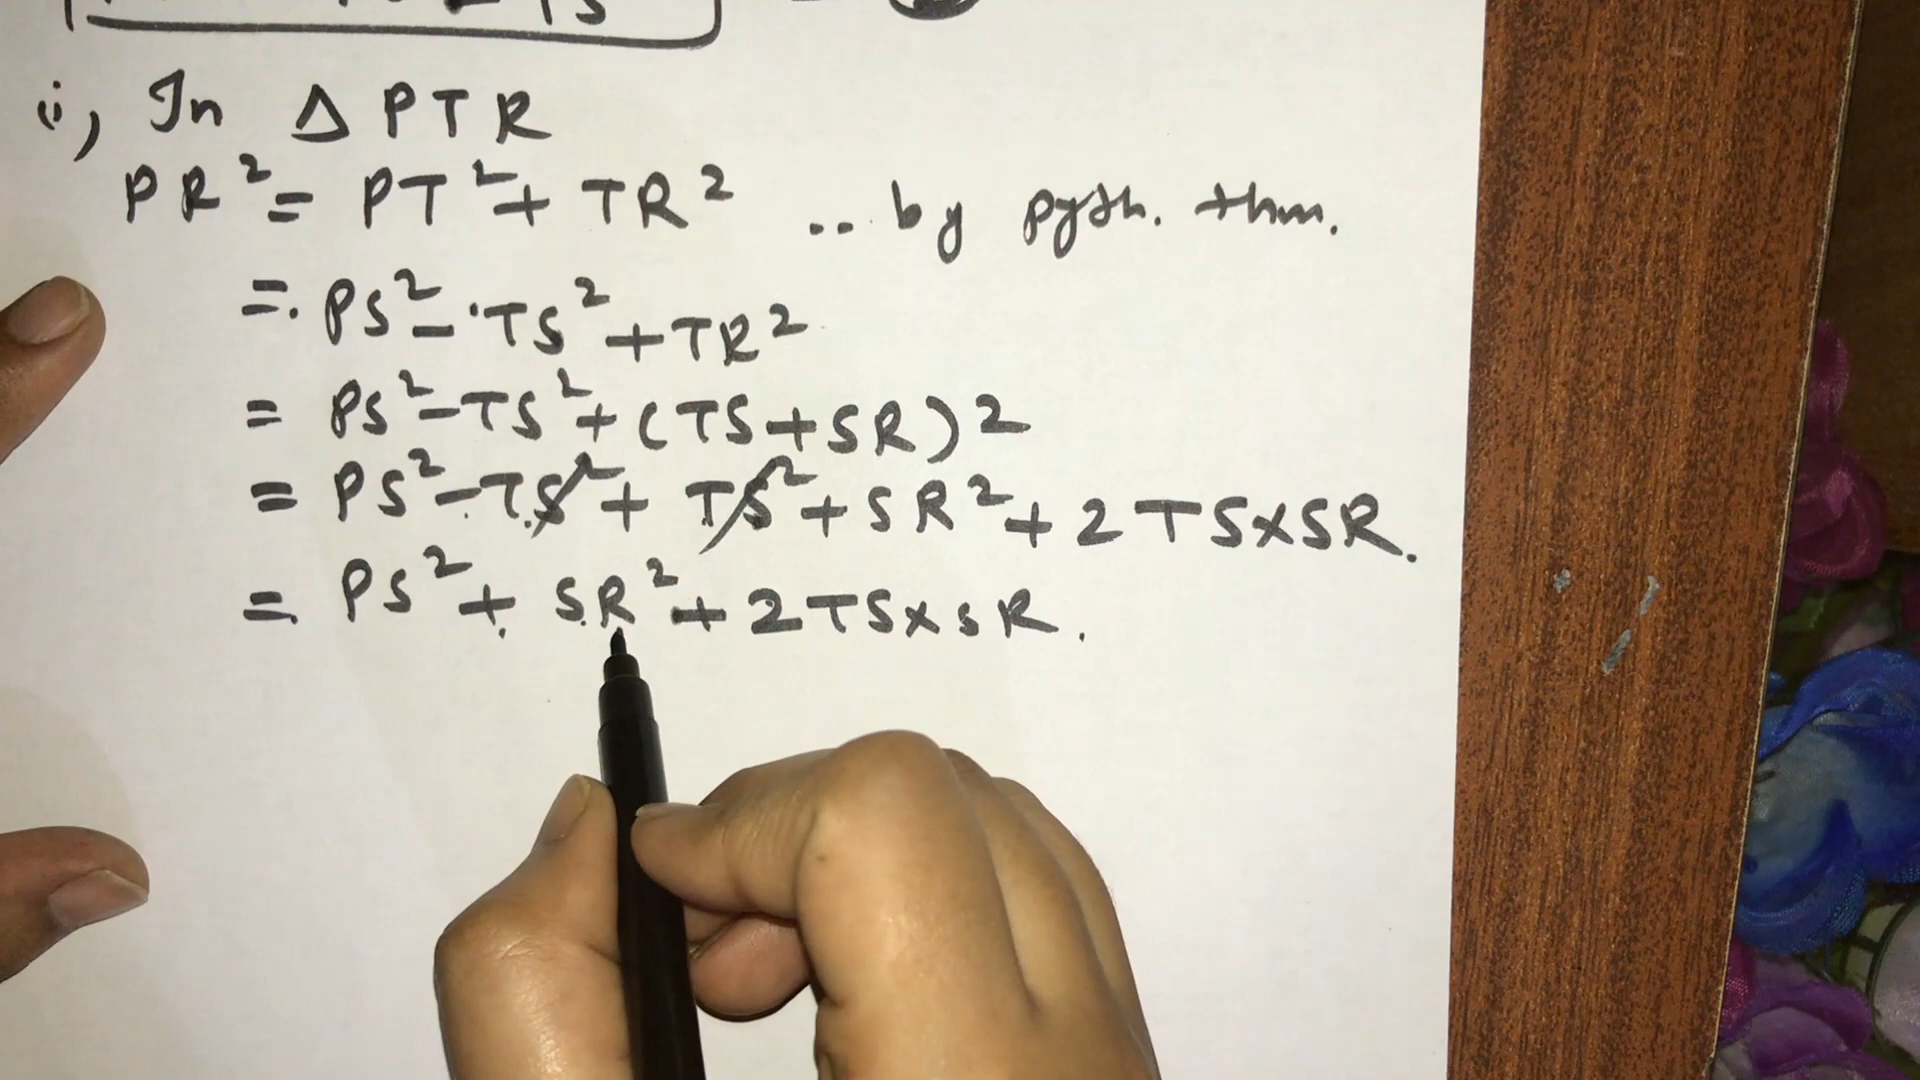 i, In Δ PTR
PR² = PT² + TR² .. by pyth. thm.
= PS² - TS² + TR²
= PS² - TS² + (TS + SR)²
= PS² - TS² + TS² + SR² + 2TS×SR.
= PS² + SR² + 2TS×SR.